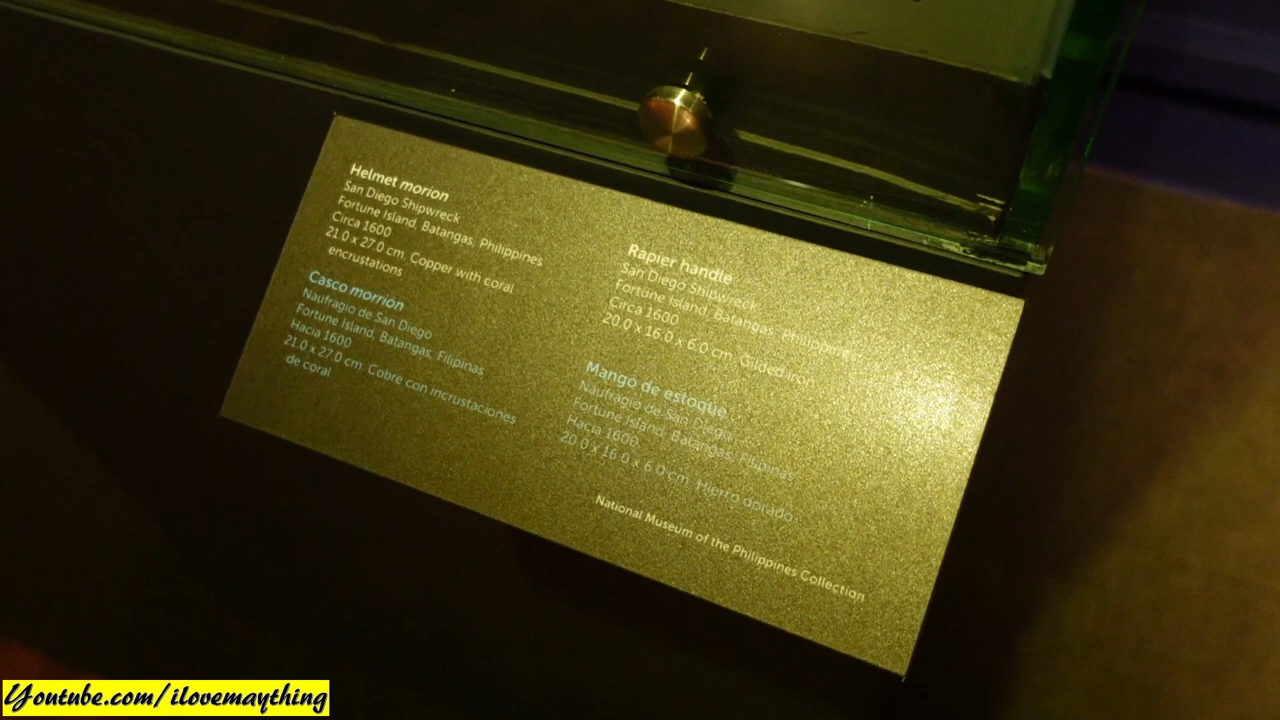 Helmet morion
San Diego Shipwreck
Fortune Island, Batangas, Philippines
Circa 1600
21.0 x 27.0 cm. Copper with coral
encrustations
Casco morrion
Naufragio de San Diego
Fortune Island, Batangas, Filipinas
Hacia 1600
21.0 x 27.0 cm. Cobre con incrustaciones
de coral
Rapier handle
San Diego Shipwreck
Fortune Island, Batangas, Philippines
Circa 1600
20.0 x 16.0 x 6.0 cm. Gilded iron
Mango de estoque
Naufragio de San Diego
Fortune Island, Batangas, Filipinas
Hacia 1600
20.0 x 16.0 x 6.0 cm. Hierro dorado
National Museum of the Philippines Collection
Youtube.com/ilovemaything